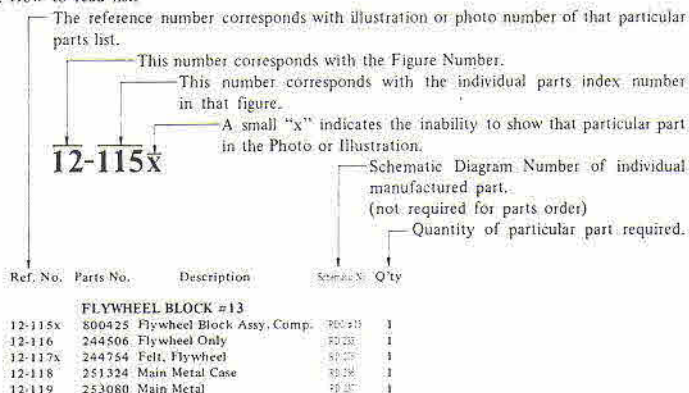 The reference number corresponds with illustration or photo number of that particular
parts list.
This number corresponds with the Figure Number.
This number corresponds with the individual parts index number
in that figure.
A small “x” indicates the inability to show that particular part
in the Photo or Illustration.
12-115x
Schematic Diagram Number of individual
manufactured part.
(not required for parts order)
Quantity of particular part required.
Ref. No. Parts No. Description Schematic N. Q'ty
FLYWHEEL BLOCK #13
12-115x 800425 Flywheel Block Assy, Comp. 1
12-116 244506 Flywheel Only 1
12-117x 244754 Felt, Flywheel 1
12-118 251324 Main Metal Case 1
12-119 253080 Main Metal 1